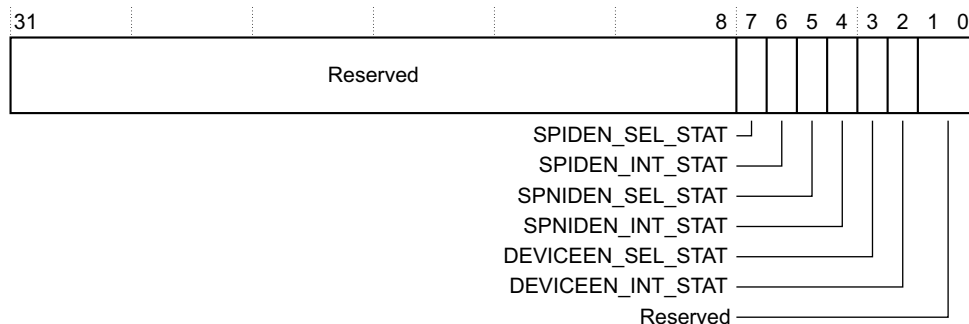 31 8 7 6 5 4 3 2 1 0
Reserved
SPIDEN_SEL_STAT
SPIDEN_INT_STAT
SPNIDEN_SEL_STAT
SPNIDEN_INT_STAT
DEVICEEN_SEL_STAT
DEVICEEN_INT_STAT
Reserved